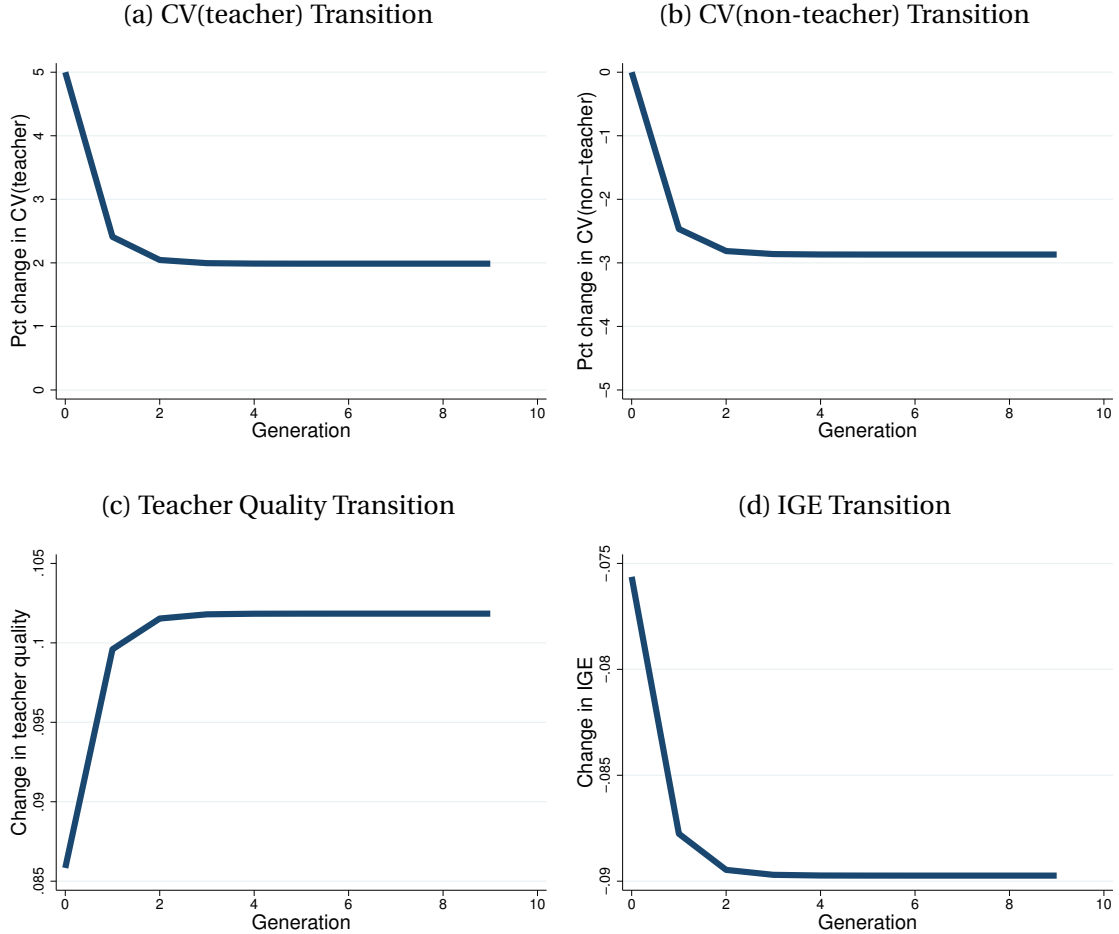 (a) CV(teacher) Transition
Pct change in CV(teacher)
5
4
3
2
1
0
0 2 4 6 8 10
Generation
(b) CV(non-teacher) Transition
Pct change in CV(non−teacher)
0
−1
−2
−3
−4
−5
0 2 4 6 8 10
Generation
(c) Teacher Quality Transition
Change in teacher quality
.105
.1
.095
.09
.085
0 2 4 6 8 10
Generation
(d) IGE Transition
Change in IGE
−.075
−.08
−.085
−.09
0 2 4 6 8 10
Generation